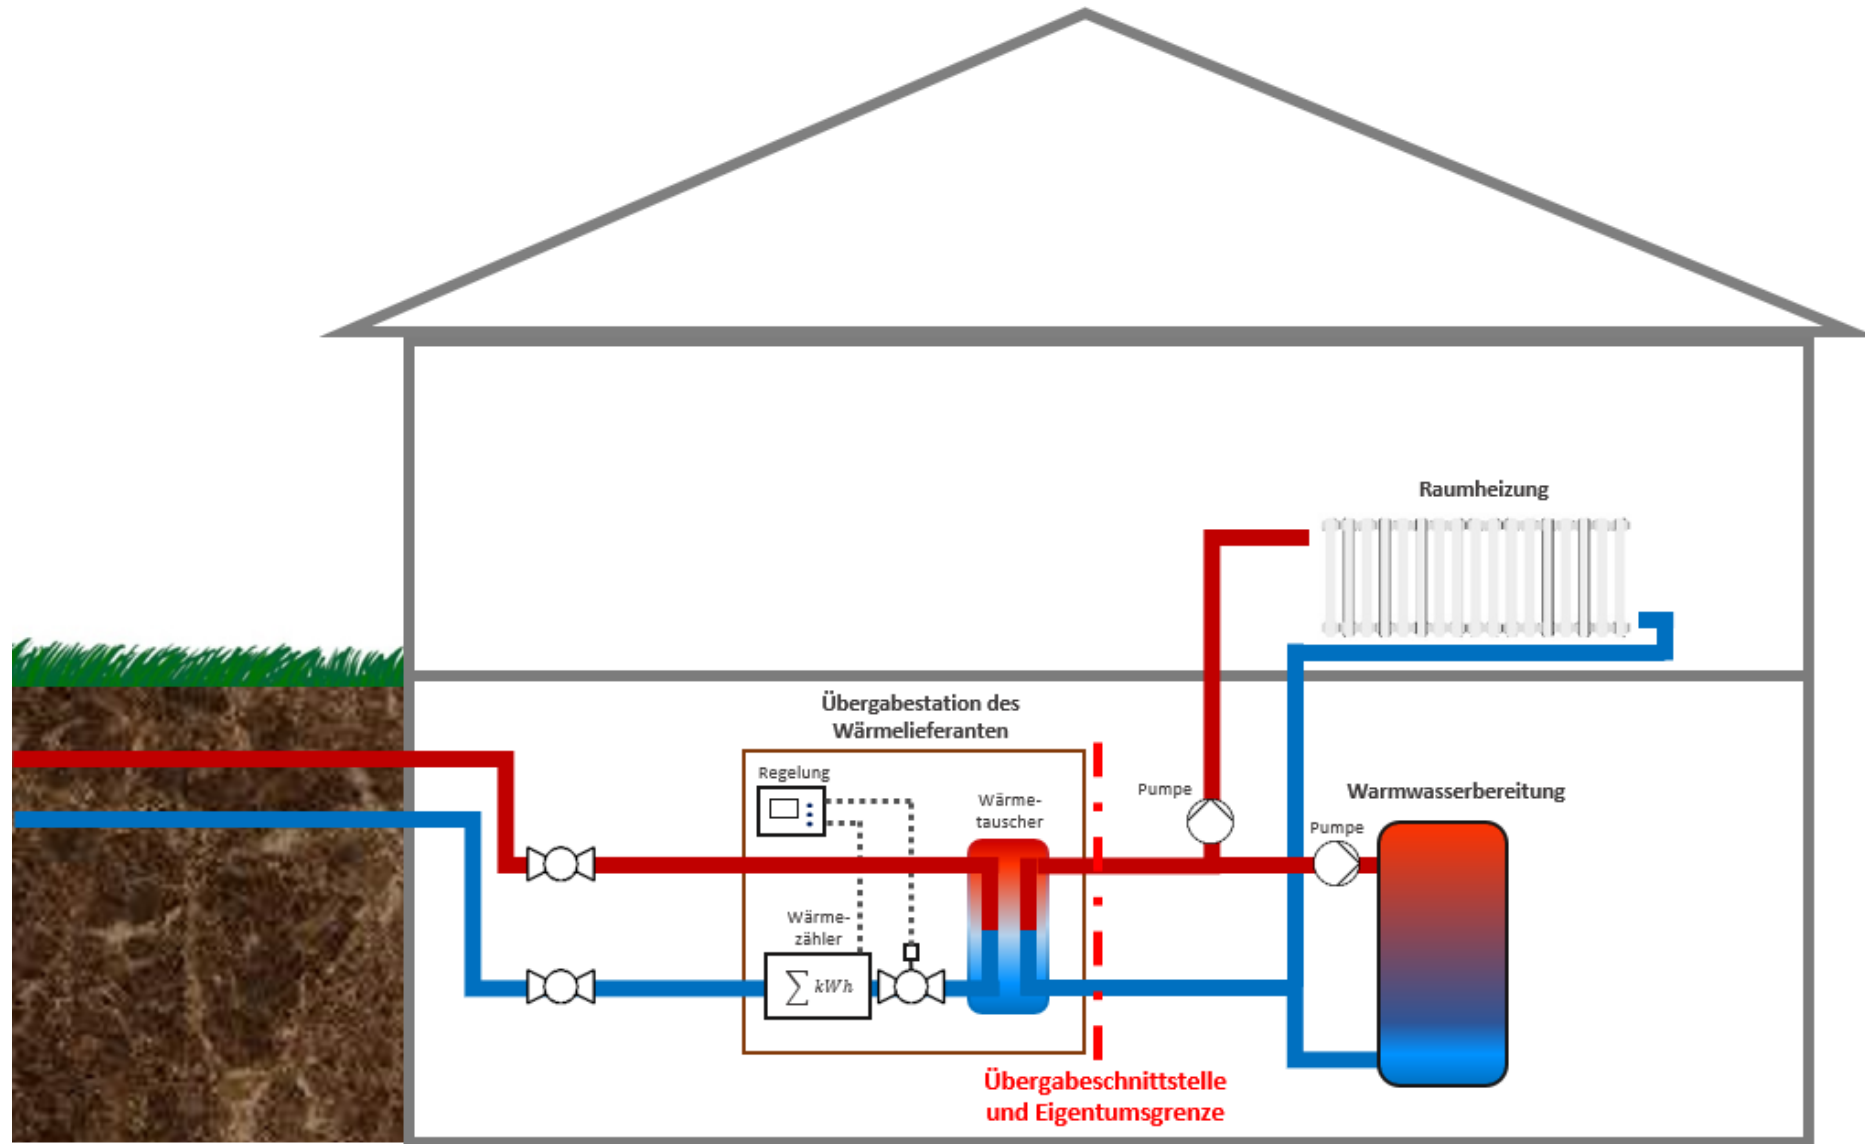 Raumheizung
Übergabestation des
Wärmelieferanten
Regelung
Wärme-
tauscher
Pumpe
Warmwasserbereitung
Pumpe
Wärme-
zähler
∑ kWh
Übergabeschnittstelle
und Eigentumsgrenze